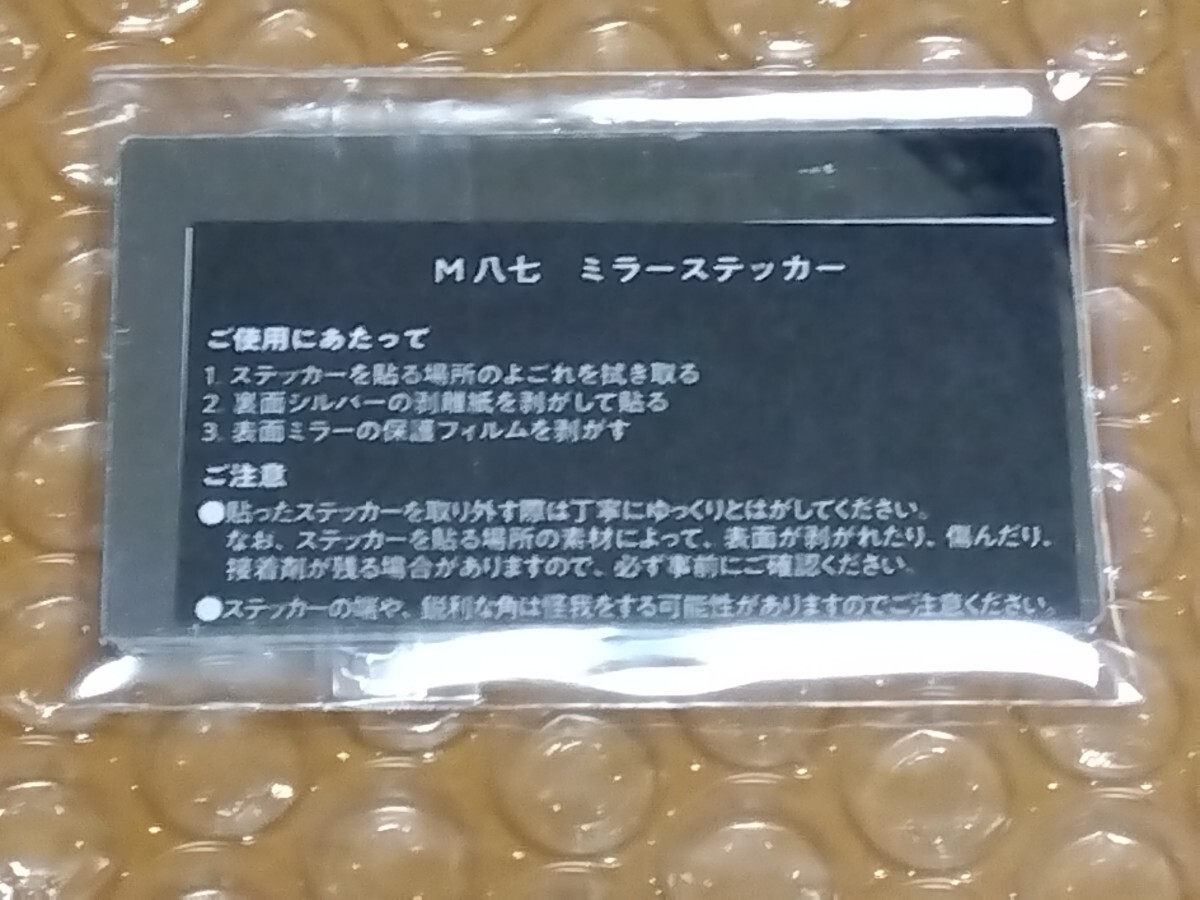 M八七 ミラーステッカー
ご使用にあたって
1. ステッカーを貼る場所のよごれを拭き取る
2. 裏面シルバーの剥離紙を剥がして貼る
3. 表面ミラーの保護フィルムを剥がす
ご注意
●貼ったステッカーを取り外す際は丁寧にゆっくりとはがしてください。
なお、ステッカーを貼る場所の素材によって、表面が剥がれたり、傷んだり、
接着剤が残る場合がありますので、必ず事前にご確認ください。
●ステッカーの端や、鋭利な角は怪我をする可能性がありますのでご注意ください。